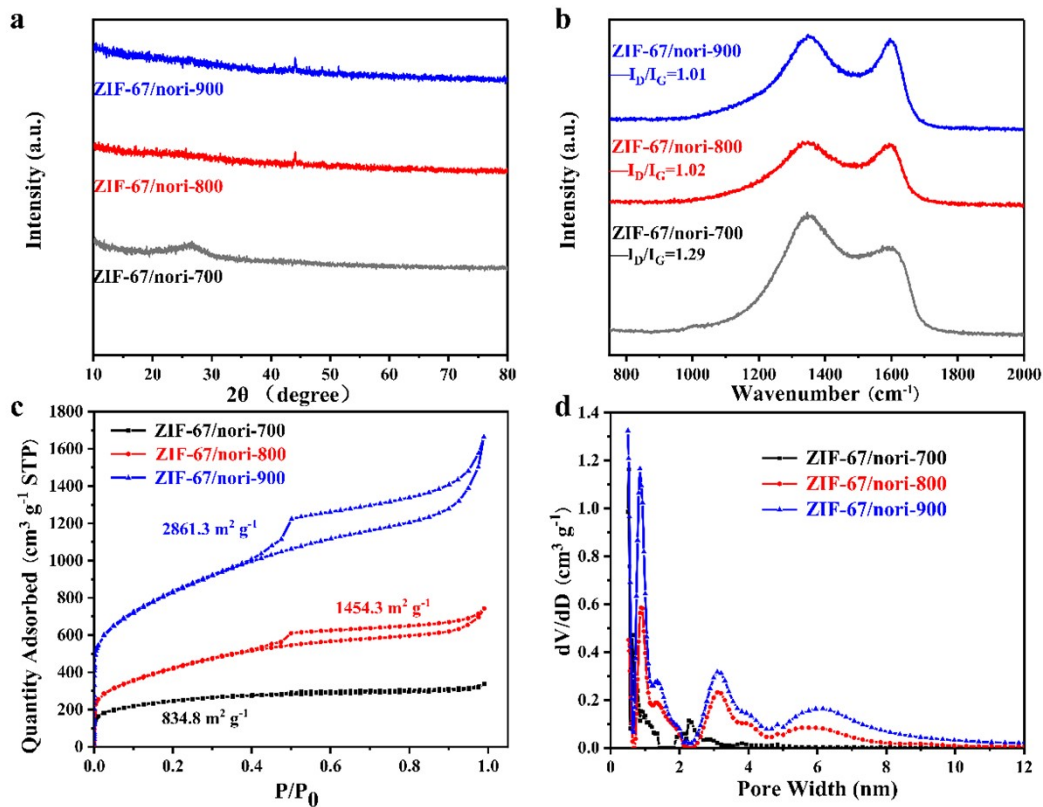 a
ZIF-67/nori-900
ZIF-67/nori-800
ZIF-67/nori-700
Intensity (a.u.)
10 20 30 40 50 60 70 80
2θ （degree）
b
ZIF-67/nori-900
—I_D/I_G=1.01
ZIF-67/nori-800
—I_D/I_G=1.02
ZIF-67/nori-700
—I_D/I_G=1.29
Intensity (a.u.)
800 1000 1200 1400 1600 1800 2000
Wavenumber (cm⁻¹)
c
ZIF-67/nori-700
ZIF-67/nori-800
ZIF-67/nori-900
2861.3 m² g⁻¹
1454.3 m² g⁻¹
834.8 m² g⁻¹
Quantity Adsorbed (cm³ g⁻¹ STP)
1800
1600
1400
1200
1000
800
600
400
200
0
0.0 0.2 0.4 0.6 0.8 1.0
P/P₀
d
ZIF-67/nori-700
ZIF-67/nori-800
ZIF-67/nori-900
dV/dD (cm³ g⁻¹)
1.4
1.2
1.0
0.8
0.6
0.4
0.2
0.0
0 2 4 6 8 10 12
Pore Width (nm)